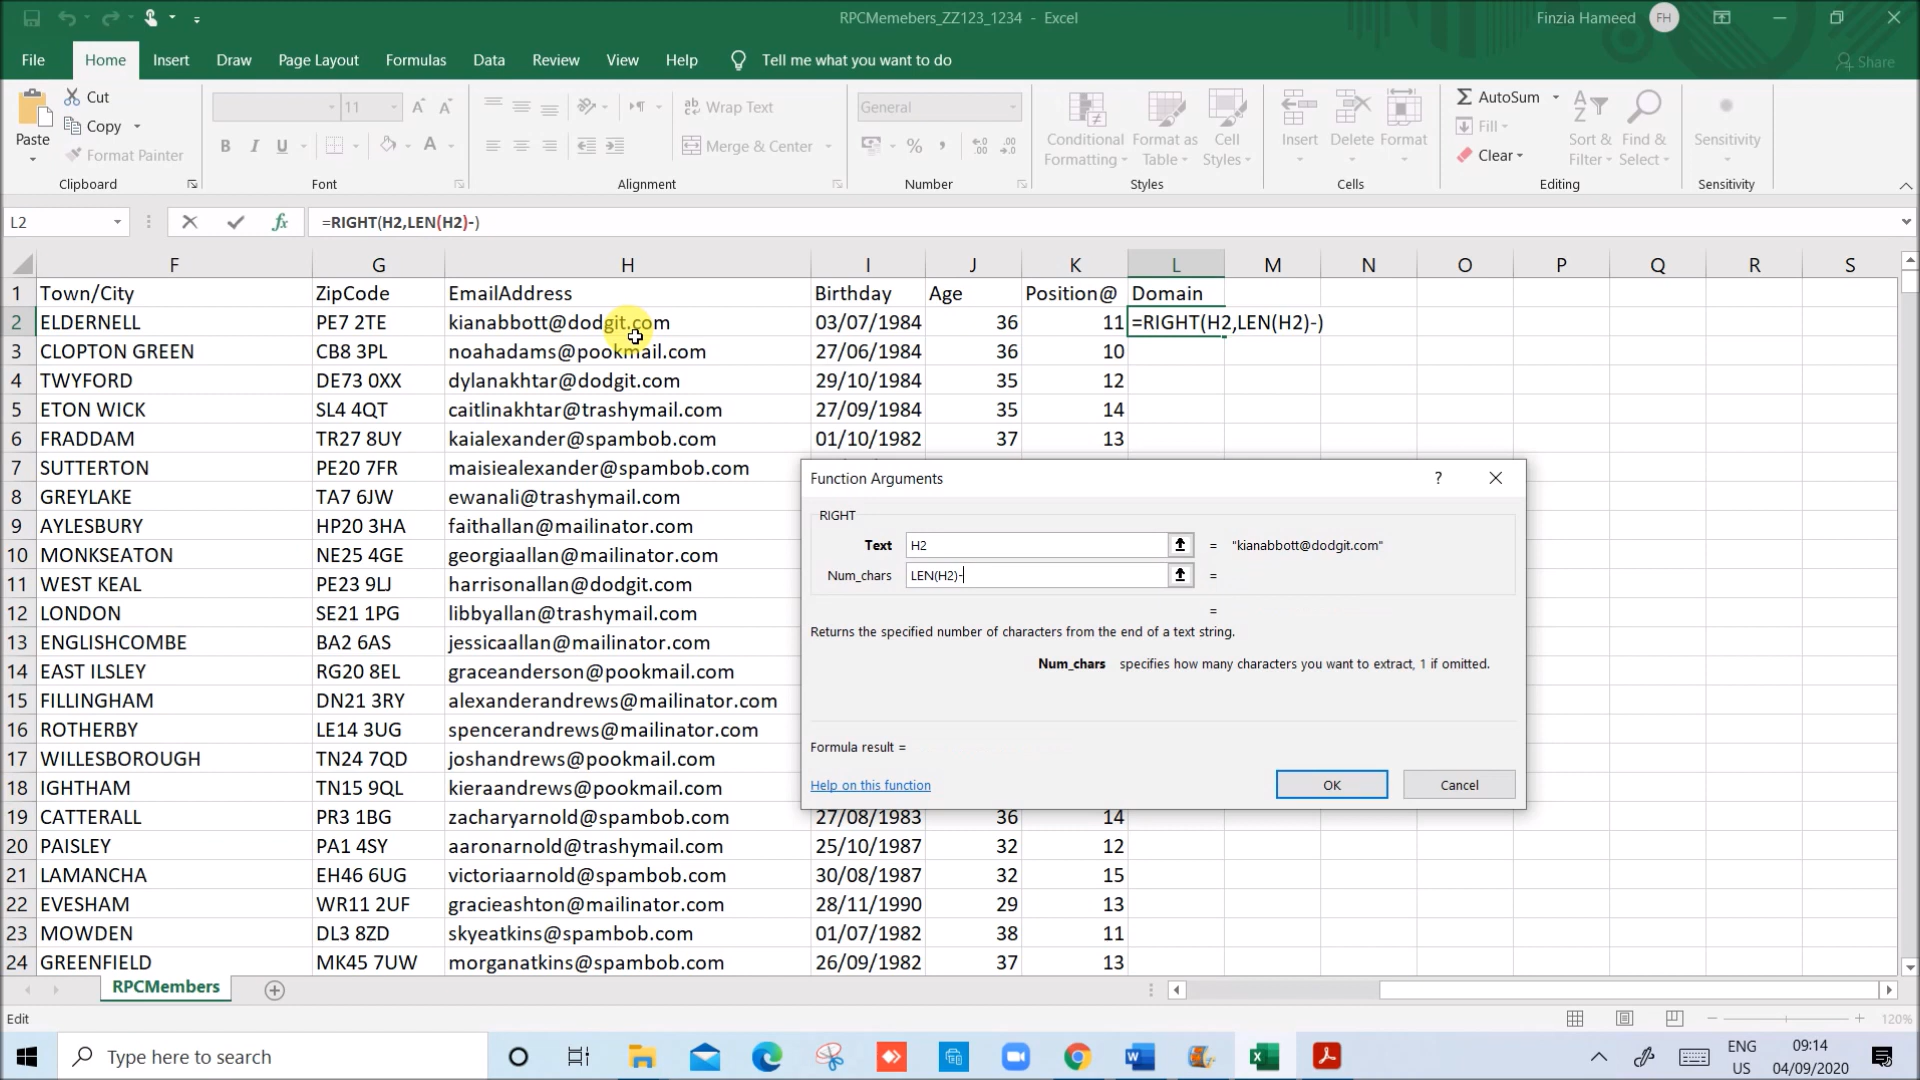 RPCMemebers_ZZ123_1234 - Excel
Finzia Hameed FH
File Home Insert Draw Page Layout Formulas Data Review View Help Tell me what you want to do Share
Paste Cut Copy Format Painter Clipboard
11 B I U A Font
Wrap Text Merge & Center Alignment
General % , Number
Conditional Formatting Format as Table Cell Styles Styles
Insert Delete Format Cells
AutoSum Fill Clear Sort & Filter Find & Select Editing
Sensitivity Sensitivity
L2 fx =RIGHT(H2,LEN(H2)-)
F G H I J K L M N O P Q R S
1 Town/City ZipCode EmailAddress Birthday Age Position@ Domain
2 ELDERNELL PE7 2TE kianabbott@dodgit.com 03/07/1984 36 11 =RIGHT(H2,LEN(H2)-)
3 CLOPTON GREEN CB8 3PL noahadams@pookmail.com 27/06/1984 36 10
4 TWYFORD DE73 0XX dylanakhtar@dodgit.com 29/10/1984 35 12
5 ETON WICK SL4 4QT caitlinakhtar@trashymail.com 27/09/1984 35 14
6 FRADDAM TR27 8UY kaialexander@spambob.com 01/10/1982 37 13
7 SUTTERTON PE20 7FR maisiealexander@spambob.com
8 GREYLAKE TA7 6JW ewanali@trashymail.com
9 AYLESBURY HP20 3HA faithallan@mailinator.com
10 MONKSEATON NE25 4GE georgiaallan@mailinator.com
11 WEST KEAL PE23 9LJ harrisonallan@dodgit.com
12 LONDON SE21 1PG libbyallan@trashymail.com
13 ENGLISHCOMBE BA2 6AS jessicaallan@mailinator.com
14 EAST ILSLEY RG20 8EL graceanderson@pookmail.com
15 FILLINGHAM DN21 3RY alexanderandrews@mailinator.com
16 ROTHERBY LE14 3UG spencerandrews@mailinator.com
17 WILLESBOROUGH TN24 7QD joshandrews@pookmail.com
18 IGHTHAM TN15 9QL kieraandrews@pookmail.com
19 CATTERALL PR3 1BG zacharyarnold@spambob.com 27/08/1983 36 14
20 PAISLEY PA1 4SY aaronarnold@trashymail.com 25/10/1987 32 12
21 LAMANCHA EH46 6UG victoriaarnold@spambob.com 30/08/1987 32 15
22 EVESHAM WR11 2UF gracieashton@mailinator.com 28/11/1990 29 13
23 MOWDEN DL3 8ZD skyeatkins@spambob.com 01/07/1982 38 11
24 GREENFIELD MK45 7UW morganatkins@spambob.com 26/09/1982 37 13
Function Arguments ?
RIGHT
Text H2 = "kianabbott@dodgit.com"
Num_chars LEN(H2)- =
=
Returns the specified number of characters from the end of a text string.
Num_chars specifies how many characters you want to extract, 1 if omitted.
Formula result =
Help on this function OK Cancel
RPCMembers
Edit 120%
Type here to search ENG US 09:14 04/09/2020